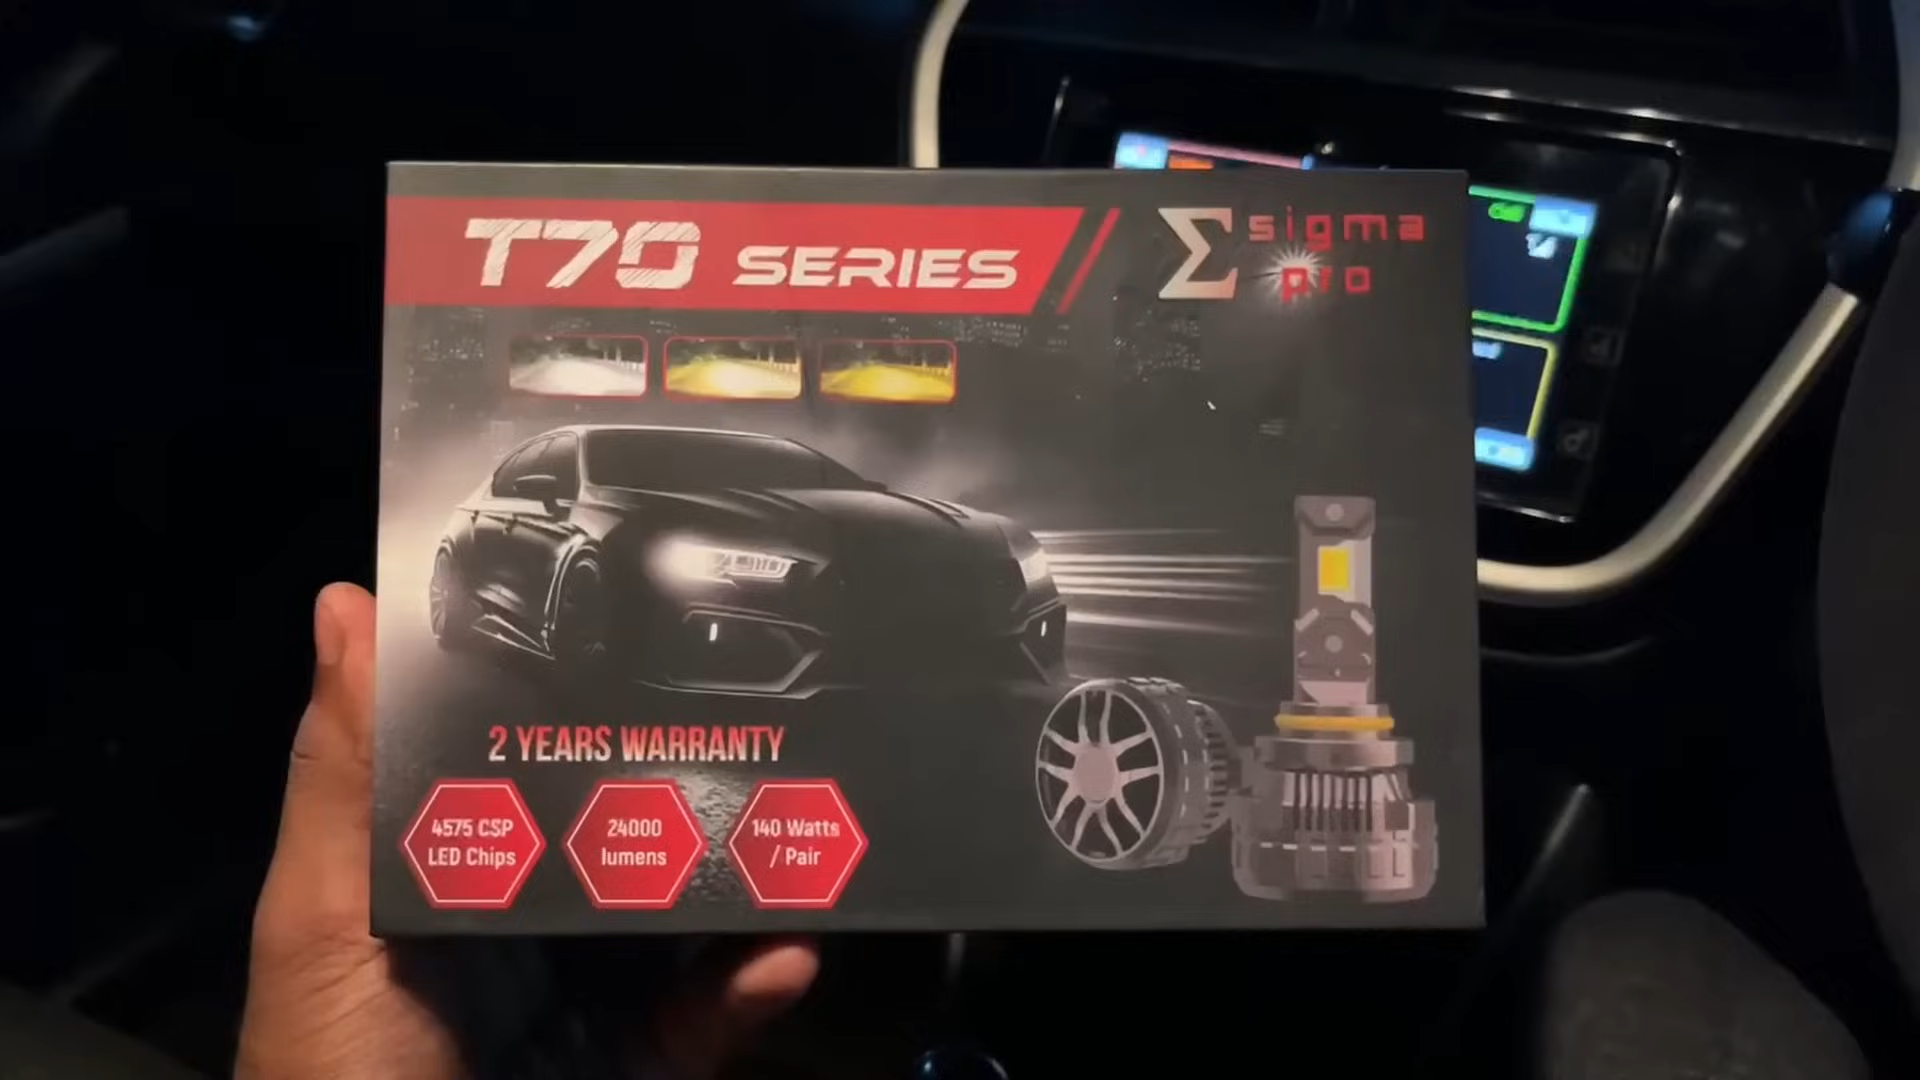 T70 SERIES
Σ sigma
pro
2 YEARS WARRANTY
4575 CSP
LED Chips
24000
lumens
140 Watts
/ Pair